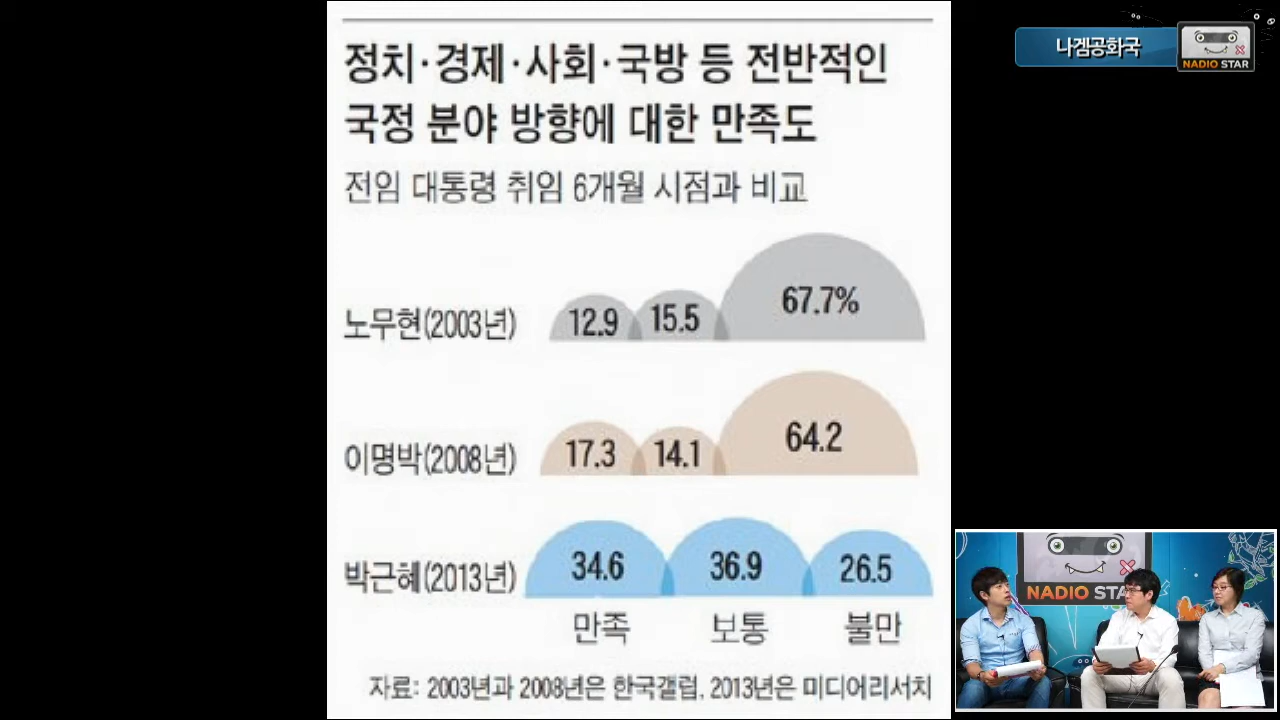 정치·경제·사회·국방 등 전반적인
국정 분야 방향에 대한 만족도
전임 대통령 취임 6개월 시점과 비교
노무현(2003년) 12.9 15.5 67.7%
이명박(2008년) 17.3 14.1 64.2
박근혜(2013년) 34.6 36.9 26.5
만족 보통 불만
자료: 2003년과 2008년은 한국갤럽, 2013년은 미디어리서치
나겜공화국
NADIO STAR
NADIO STA